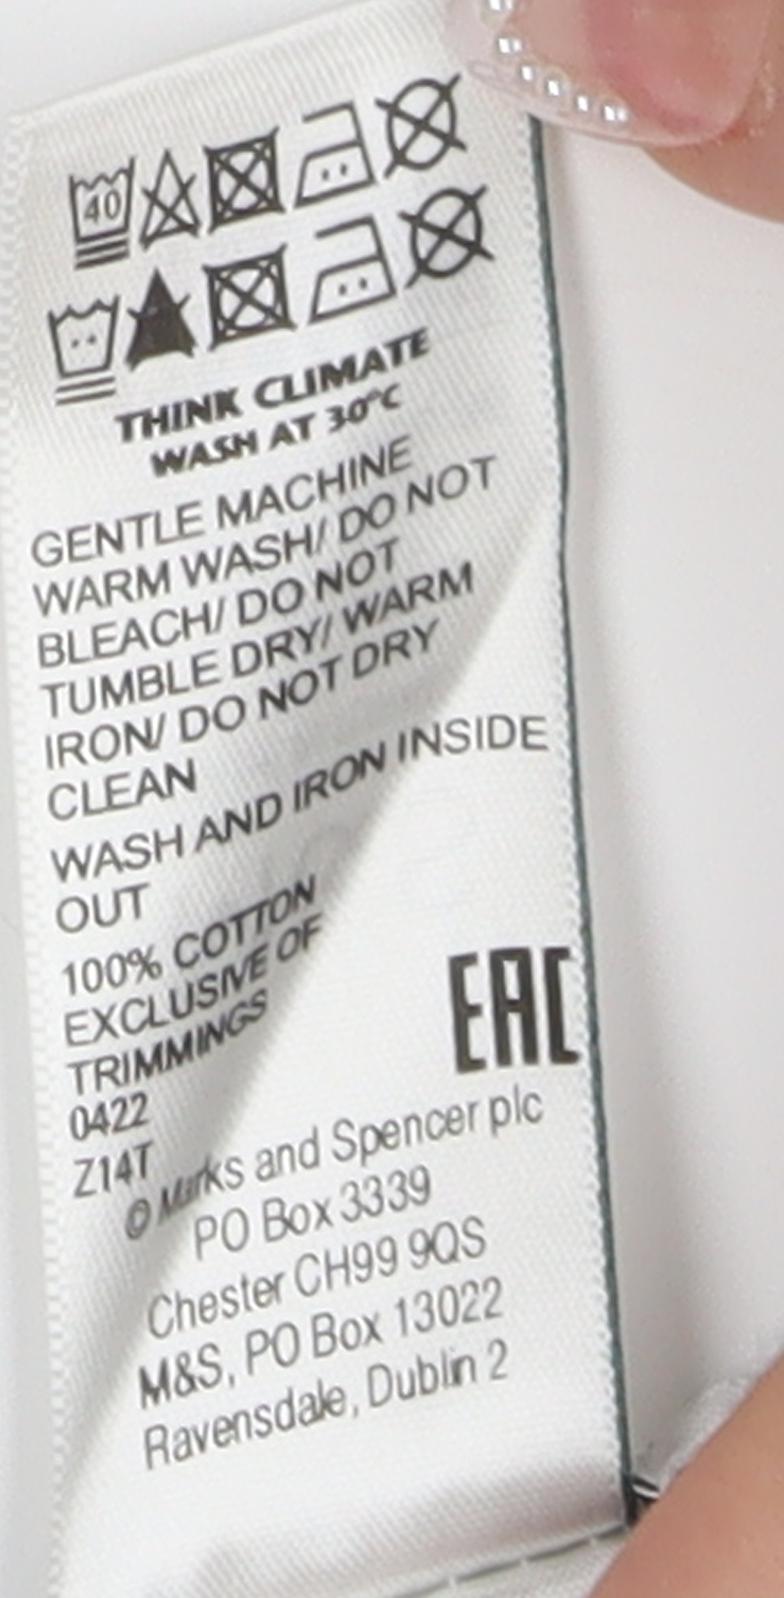 40
THINK CLIMATE
WASH AT 30°C
GENTLE MACHINE
WARM WASH/ DO NOT
BLEACH/ DO NOT
TUMBLE DRY/ WARM
IRON/ DO NOT DRY
CLEAN
WASH AND IRON INSIDE
OUT
100% COTTON
EXCLUSIVE OF
TRIMMINGS
0422
Z14T
EAC
© Marks and Spencer plc
PO Box 3339
Chester CH99 9QS
M&S, PO Box 13022
Ravensdale, Dublin 2